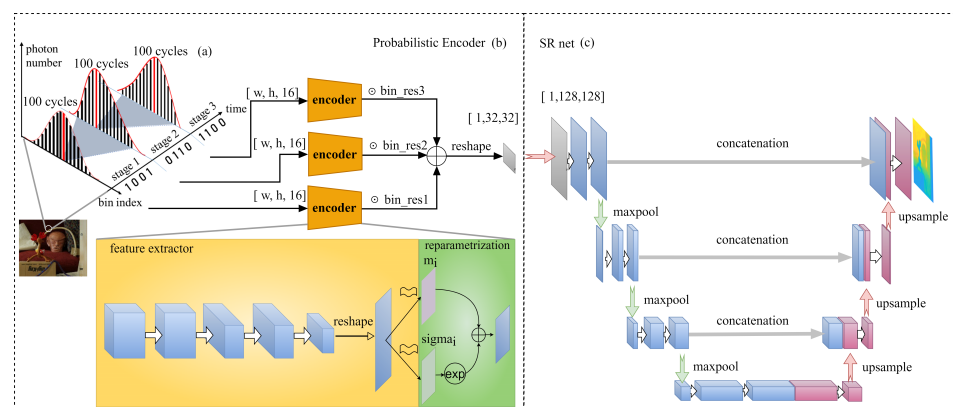 photon
number
100 cycles
100 cycles
100 cycles
(a)
time
stage 3
1100
stage 2
0110
stage 1
1001
bin index
Probabilistic Encoder (b)
[ w, h, 16]
encoder
⊙ bin_res3
[ w, h, 16]
encoder
⊙ bin_res2
[ w, h, 16]
encoder
⊙ bin_res1
reshape
[ 1,32,32]
feature extractor
reshape
reparametrization
mi
sigmai
exp
SR net (c)
[ 1,128,128]
concatenation
maxpool
upsample
concatenation
maxpool
upsample
concatenation
maxpool
upsample